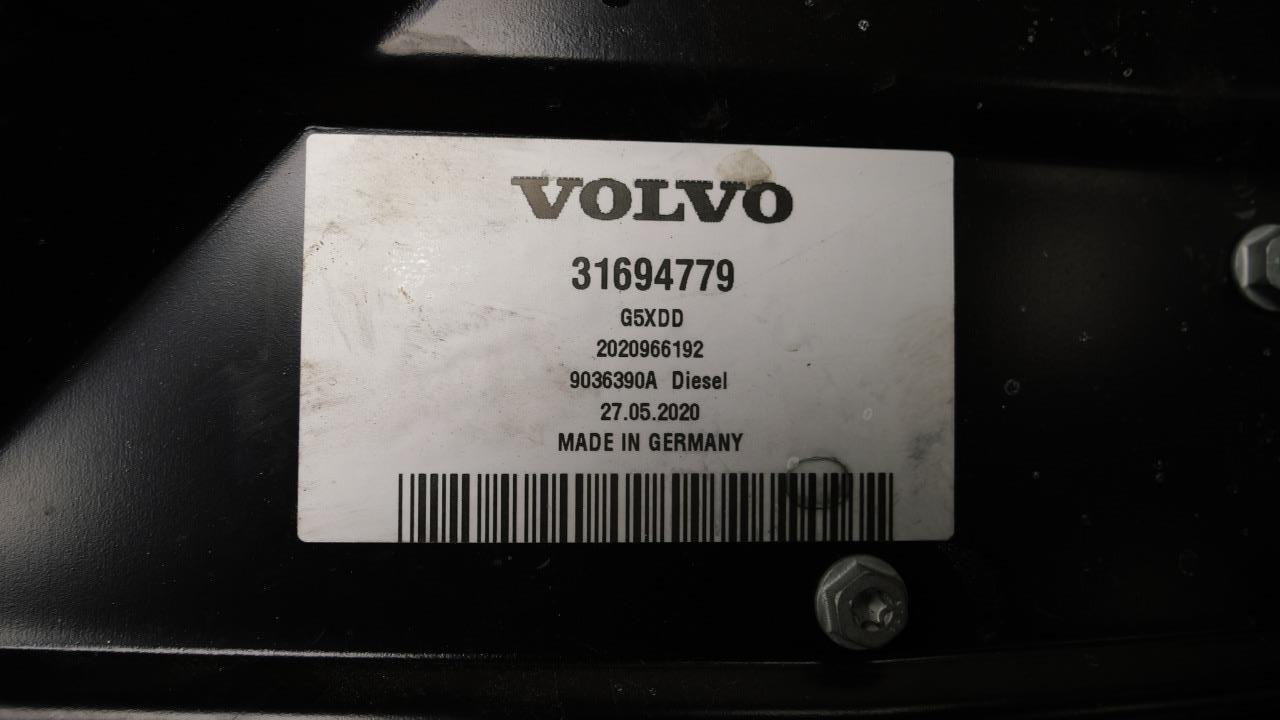 VOLVO
31694779
G5XDD
2020966192
9036390A Diesel
27.05.2020
MADE IN GERMANY